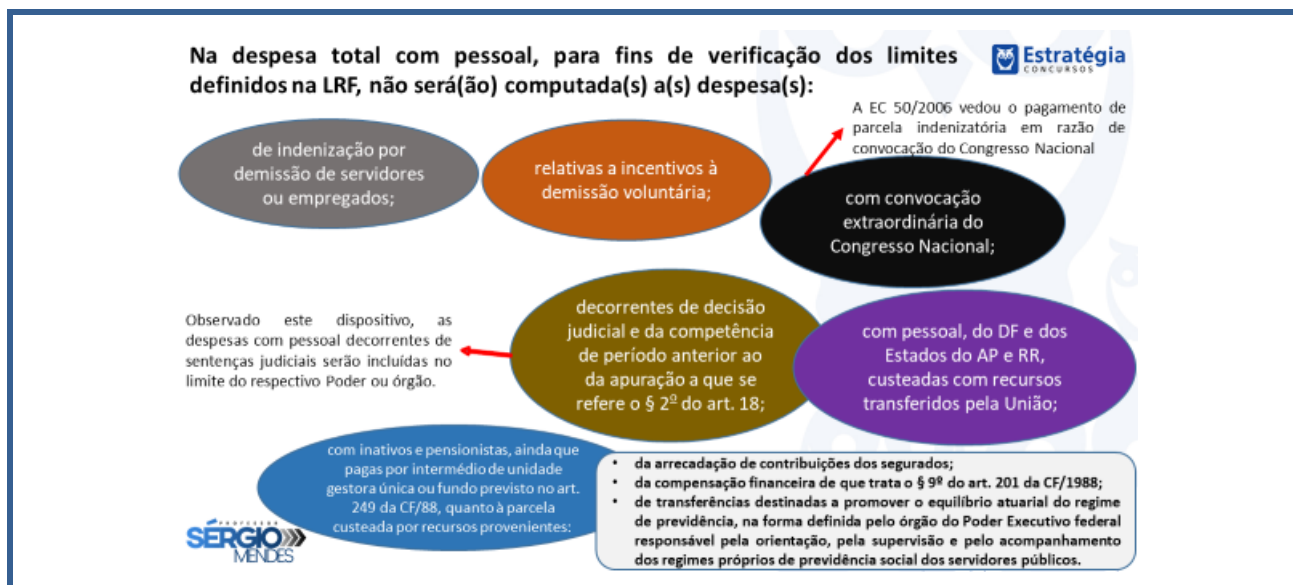 Na despesa total com pessoal, para fins de verificação dos limites
definidos na LRF, não será(ão) computada(s) a(s) despesa(s):
Estratégia
CONCURSOS
A EC 50/2006 vedou o pagamento de
parcela indenizatória em razão de
convocação do Congresso Nacional
de indenização por
demissão de servidores
ou empregados;
relativas a incentivos à
demissão voluntária;
com convocação
extraordinária do
Congresso Nacional;
Observado este dispositivo, as
despesas com pessoal decorrentes de
sentenças judiciais serão incluídas no
limite do respectivo Poder ou órgão.
decorrentes de decisão
judicial e da competência
de período anterior ao
da apuração a que se
refere o § 2º do art. 18;
com pessoal, do DF e dos
Estados do AP e RR,
custeadas com recursos
transferidos pela União;
com inativos e pensionistas, ainda que
pagas por intermédio de unidade
gestora única ou fundo previsto no art.
249 da CF/88, quanto à parcela
custeada por recursos provenientes:
• da arrecadação de contribuições dos segurados;
• da compensação financeira de que trata o § 9º do art. 201 da CF/1988;
• de transferências destinadas a promover o equilíbrio atuarial do regime
de previdência, na forma definida pelo órgão do Poder Executivo federal
responsável pela orientação, pela supervisão e pelo acompanhamento
dos regimes próprios de previdência social dos servidores públicos.
PROFESSOR
SÉRGIO
MENDES